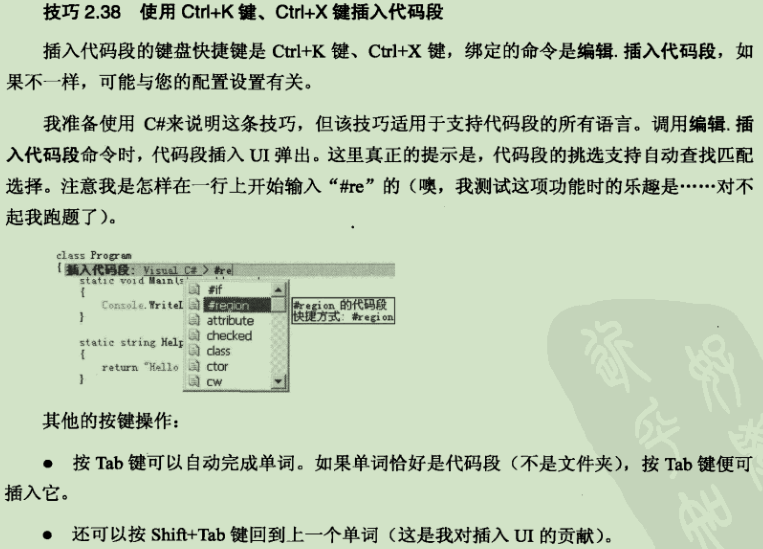 技巧 2.38 使用 Ctrl+K 键、Ctrl+X 键插入代码段
插入代码段的键盘快捷键是 Ctrl+K 键、Ctrl+X 键，绑定的命令是编辑. 插入代码段，如
果不一样，可能与您的配置设置有关。
我准备使用 C#来说明这条技巧，但该技巧适用于支持代码段的所有语言。调用编辑. 插
入代码段命令时，代码段插入 UI 弹出。这里真正的提示是，代码段的挑选支持自动查找匹配
选择。注意我是怎样在一行上开始输入“#re”的（噢，我测试这项功能时的乐趣是……对不
起我跑题了）。
class Program
{ 插入代码段: Visual C# > #re
static void Main(s
{
#if
Console.WriteL
#region
#region 的代码段
快捷方式: #region
}
attribute
checked
static string Help
class
{
return "Hello
ctor
}
cw
其他的按键操作：
● 按 Tab 键可以自动完成单词。如果单词恰好是代码段（不是文件夹），按 Tab 键便可
插入它。
● 还可以按 Shift+Tab 键回到上一个单词（这是我对插入 UI 的贡献）。